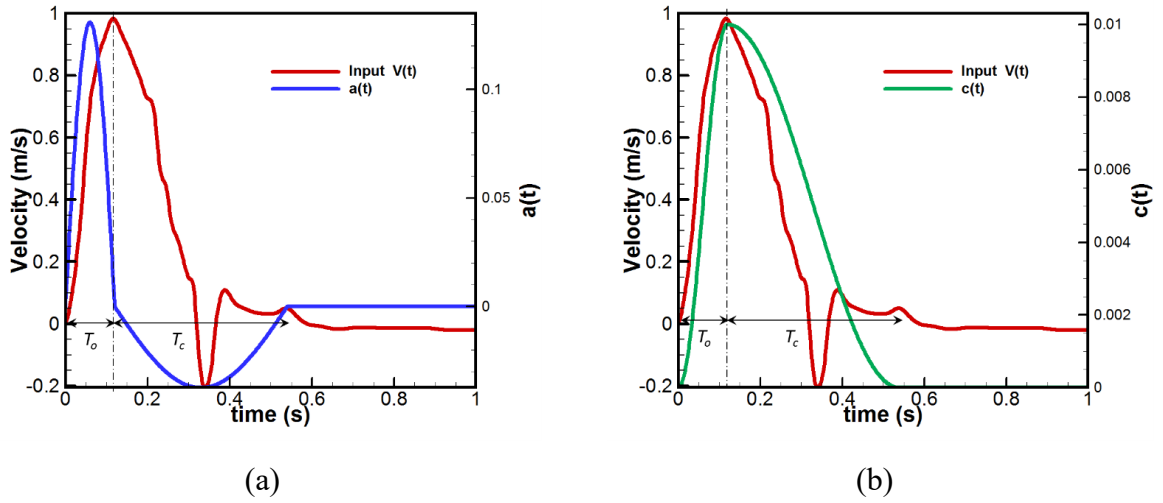 1
0.8
0.6
0.4
0.2
0
-0.2
Velocity (m/s)
Input V(t)
a(t)
0.1
0.05
0
a(t)
T_o
T_c
0
0.2
0.4
0.6
0.8
1
time (s)
(a)
1
0.8
0.6
0.4
0.2
0
-0.2
Velocity (m/s)
Input V(t)
c(t)
0.01
0.008
0.006
0.004
0.002
0
c(t)
T_o
T_c
0
0.2
0.4
0.6
0.8
1
time (s)
(b)